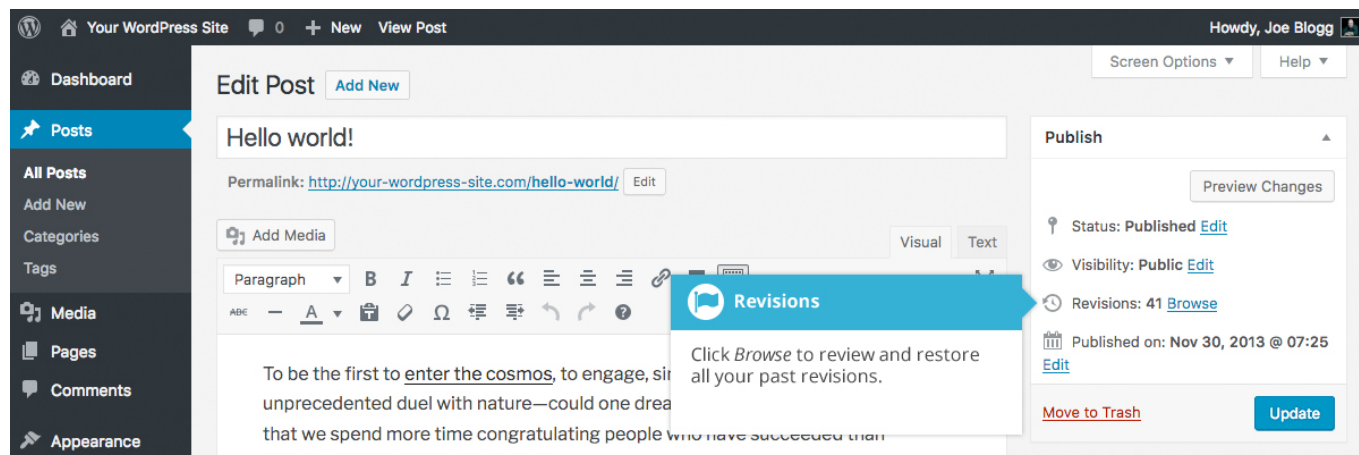 Your WordPress Site 0 + New View Post Howdy, Joe Blogg
Screen Options ▼ Help ▼
Dashboard
Edit Post Add New
Posts
Hello world!
Publish
All Posts
Permalink: http://your-wordpress-site.com/hello-world/ Edit
Preview Changes
Add New
Categories
Add Media
Visual Text
Status: Published Edit
Tags
Paragraph B I
Visibility: Public Edit
Revisions
Revisions: 41 Browse
Media
ABE A Ω
Pages
Click Browse to review and restore
all your past revisions.
Published on: Nov 30, 2013 @ 07:25
Edit
To be the first to enter the cosmos, to engage,
Comments
unprecedented duel with nature—could one
Move to Trash Update
Appearance
that we spend more time congratulating people who have succeeded than